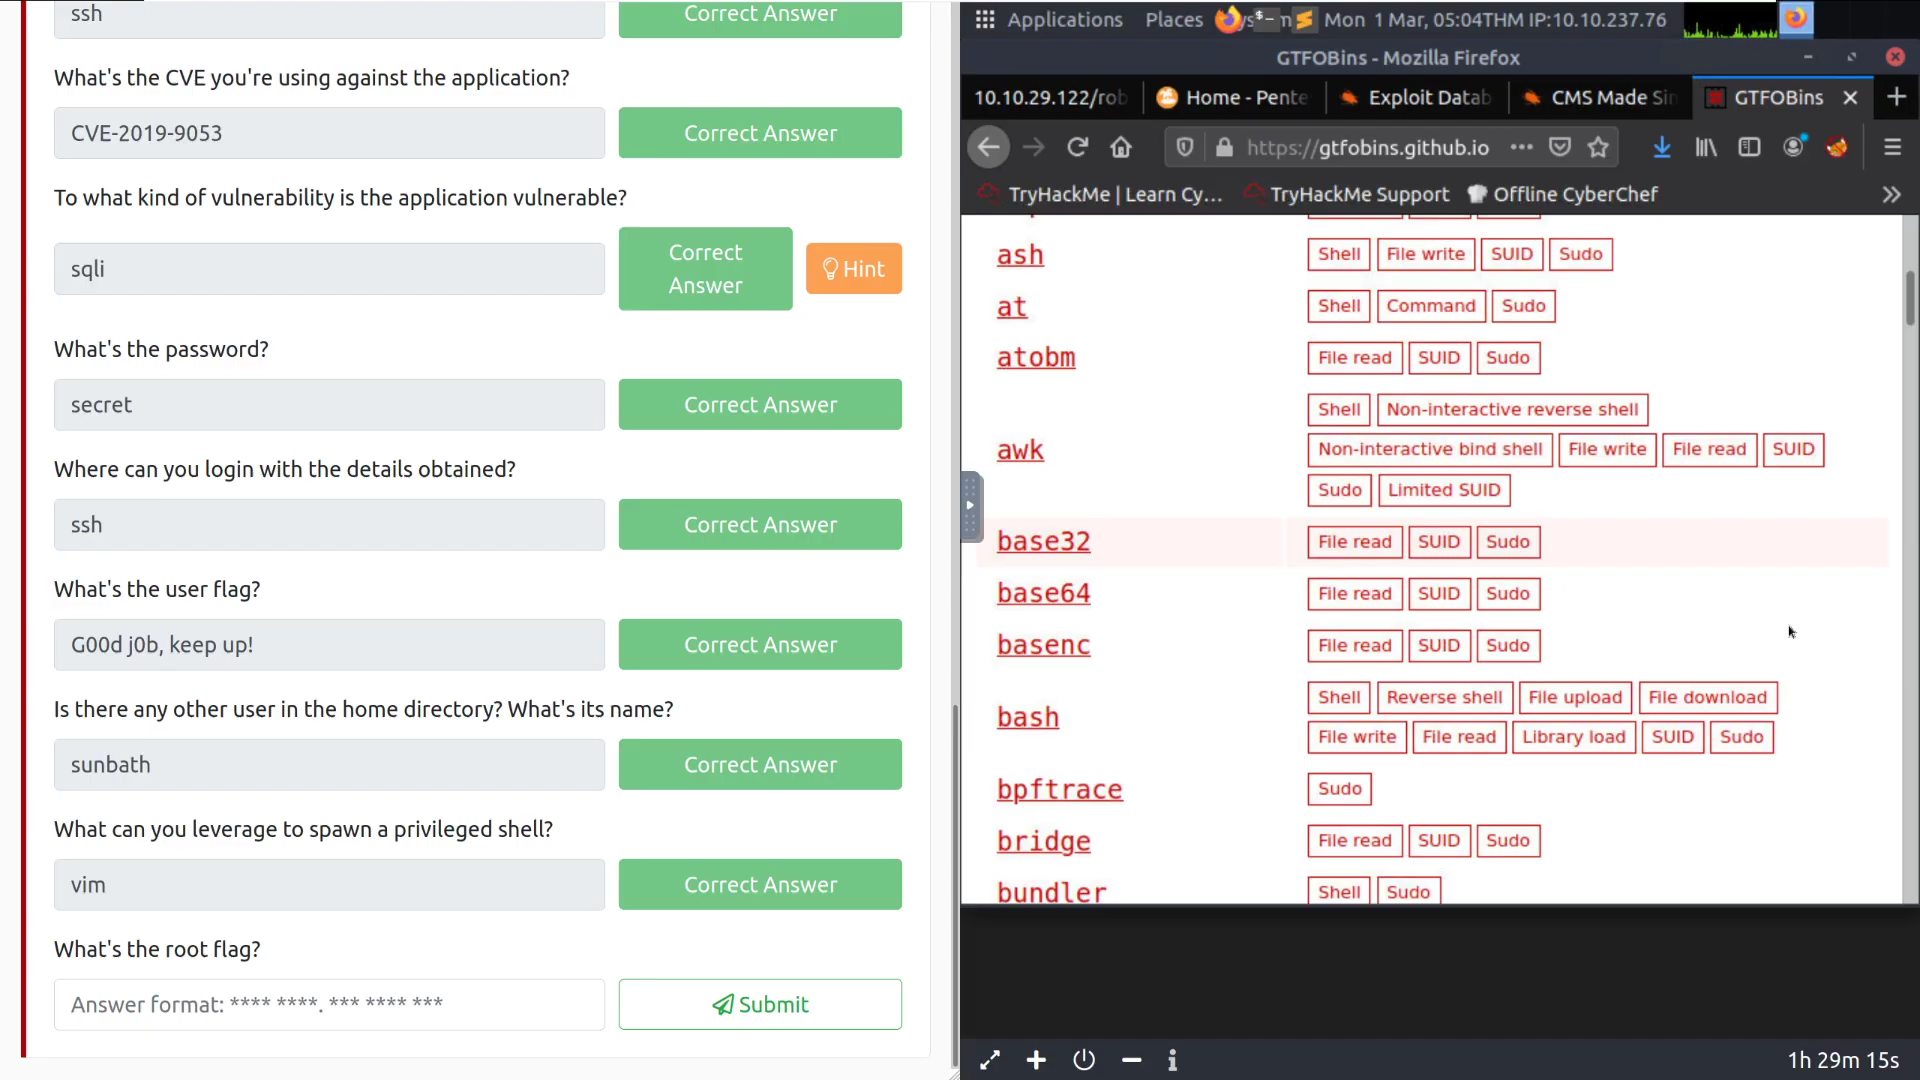 ssh
Correct Answer
What's the CVE you're using against the application?
CVE-2019-9053
Correct Answer
To what kind of vulnerability is the application vulnerable?
sqli
Correct
Answer
Hint
What's the password?
secret
Correct Answer
Where can you login with the details obtained?
ssh
Correct Answer
What's the user flag?
G00d j0b, keep up!
Correct Answer
Is there any other user in the home directory? What's its name?
sunbath
Correct Answer
What can you leverage to spawn a privileged shell?
vim
Correct Answer
What's the root flag?
Answer format: **** ****. *** **** ***
Submit
Applications Places Mon 1 Mar, 05:04 THM IP:10.10.237.76
GTFOBins - Mozilla Firefox
10.10.29.122/rob Home - Pente Exploit Datab CMS Made Sin GTFOBins
https://gtfobins.github.io
TryHackMe | Learn Cy... TryHackMe Support Offline CyberChef
ash Shell File write SUID Sudo
at Shell Command Sudo
atobm File read SUID Sudo
Shell Non-interactive reverse shell
awk Non-interactive bind shell File write File read SUID
Sudo Limited SUID
base32 File read SUID Sudo
base64 File read SUID Sudo
basenc File read SUID Sudo
bash Shell Reverse shell File upload File download
File write File read Library load SUID Sudo
bpftrace Sudo
bridge File read SUID Sudo
bundler Shell Sudo
1h 29m 15s